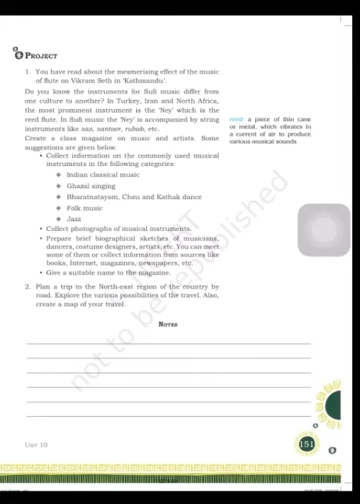 PROJECT
1. You have read about the mesmerising effect of the music
of flute on Vikram Seth in 'Kathmandu'.
Do you know the instruments for Sufi music differ from
one culture to another? In Turkey, Iran and North Africa,
the most prominent instrument is the 'Ney' which is the
reed flute. In Sufi music the 'Ney' is accompanied by string
instruments like saz, santoor, rubab, etc.
reed: a piece of thin cane
or metal, which vibrates in
a current of air to produce
various musical sounds
Create a class magazine on music and artists. Some
suggestions are given below.
• Collect information on the commonly used musical
instruments in the following categories:
❖ Indian classical music
❖ Ghazal singing
❖ Bharatnatayam, Chau and Kathak dance
❖ Folk music
❖ Jazz
• Collect photographs of musical instruments.
• Prepare brief biographical sketches of musicians,
dancers, costume designers, artists, etc. You can meet
some of them or collect information from sources like
books, Internet, magazines, newspapers, etc.
• Give a suitable name to the magazine.
2. Plan a trip to the North-east region of the country by
road. Explore the various possibilities of the travel. Also,
create a map of your travel.
not to be republished
NOTES
UNIT 10
151